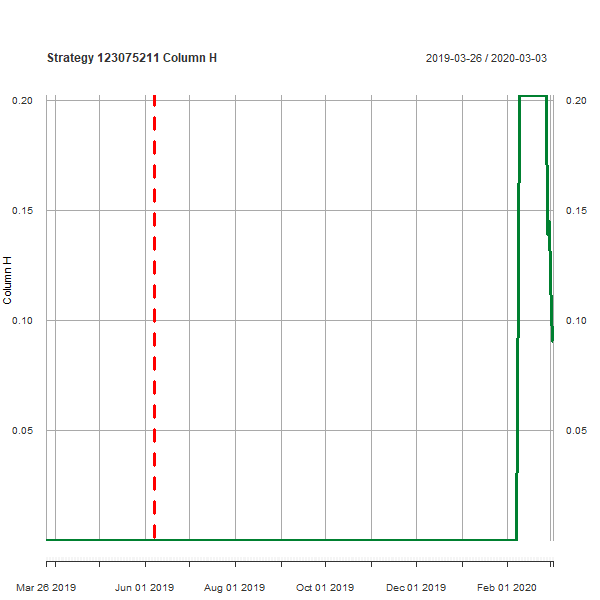 Strategy 123075211 Column H
2019-03-26 / 2020-03-03
0.20
0.20
0.15
0.15
Column H
0.10
0.10
0.05
0.05
Mar 26 2019
Jun 01 2019
Aug 01 2019
Oct 01 2019
Dec 01 2019
Feb 01 2020